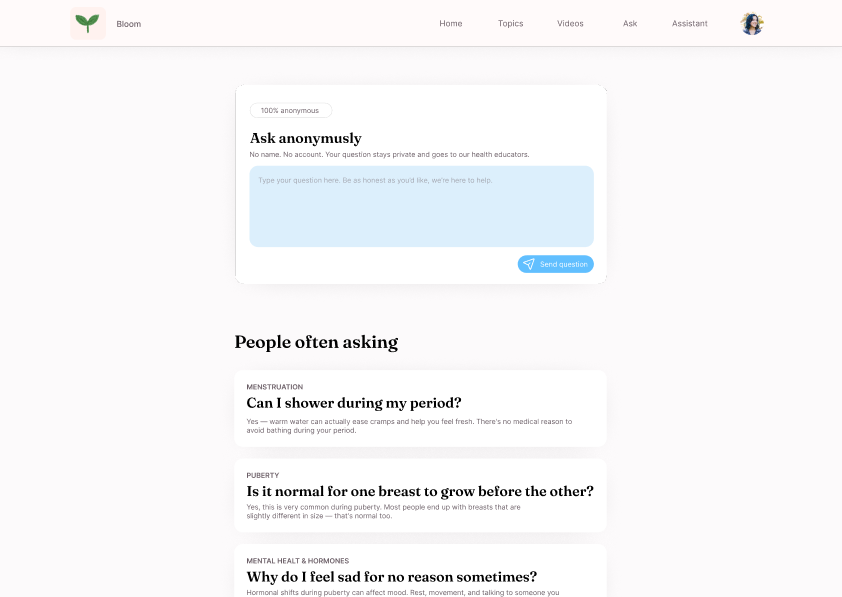 Bloom
Home
Topics
Videos
Ask
Assistant
100% anonymous
Ask anonymusly
No name. No account. Your question stays private and goes to our health educators.
Type your question here. Be as honest as you'd like, we're here to help.
Send question
People often asking
MENSTRUATION
Can I shower during my period?
Yes — warm water can actually ease cramps and help you feel fresh. There's no medical reason to
avoid bathing during your period.
PUBERTY
Is it normal for one breast to grow before the other?
Yes, this is very common during puberty. Most people end up with breasts that are
slightly different in size — that's normal too.
MENTAL HEALT & HORMONES
Why do I feel sad for no reason sometimes?
Hormonal shifts during puberty can affect mood. Rest, movement, and talking to someone you